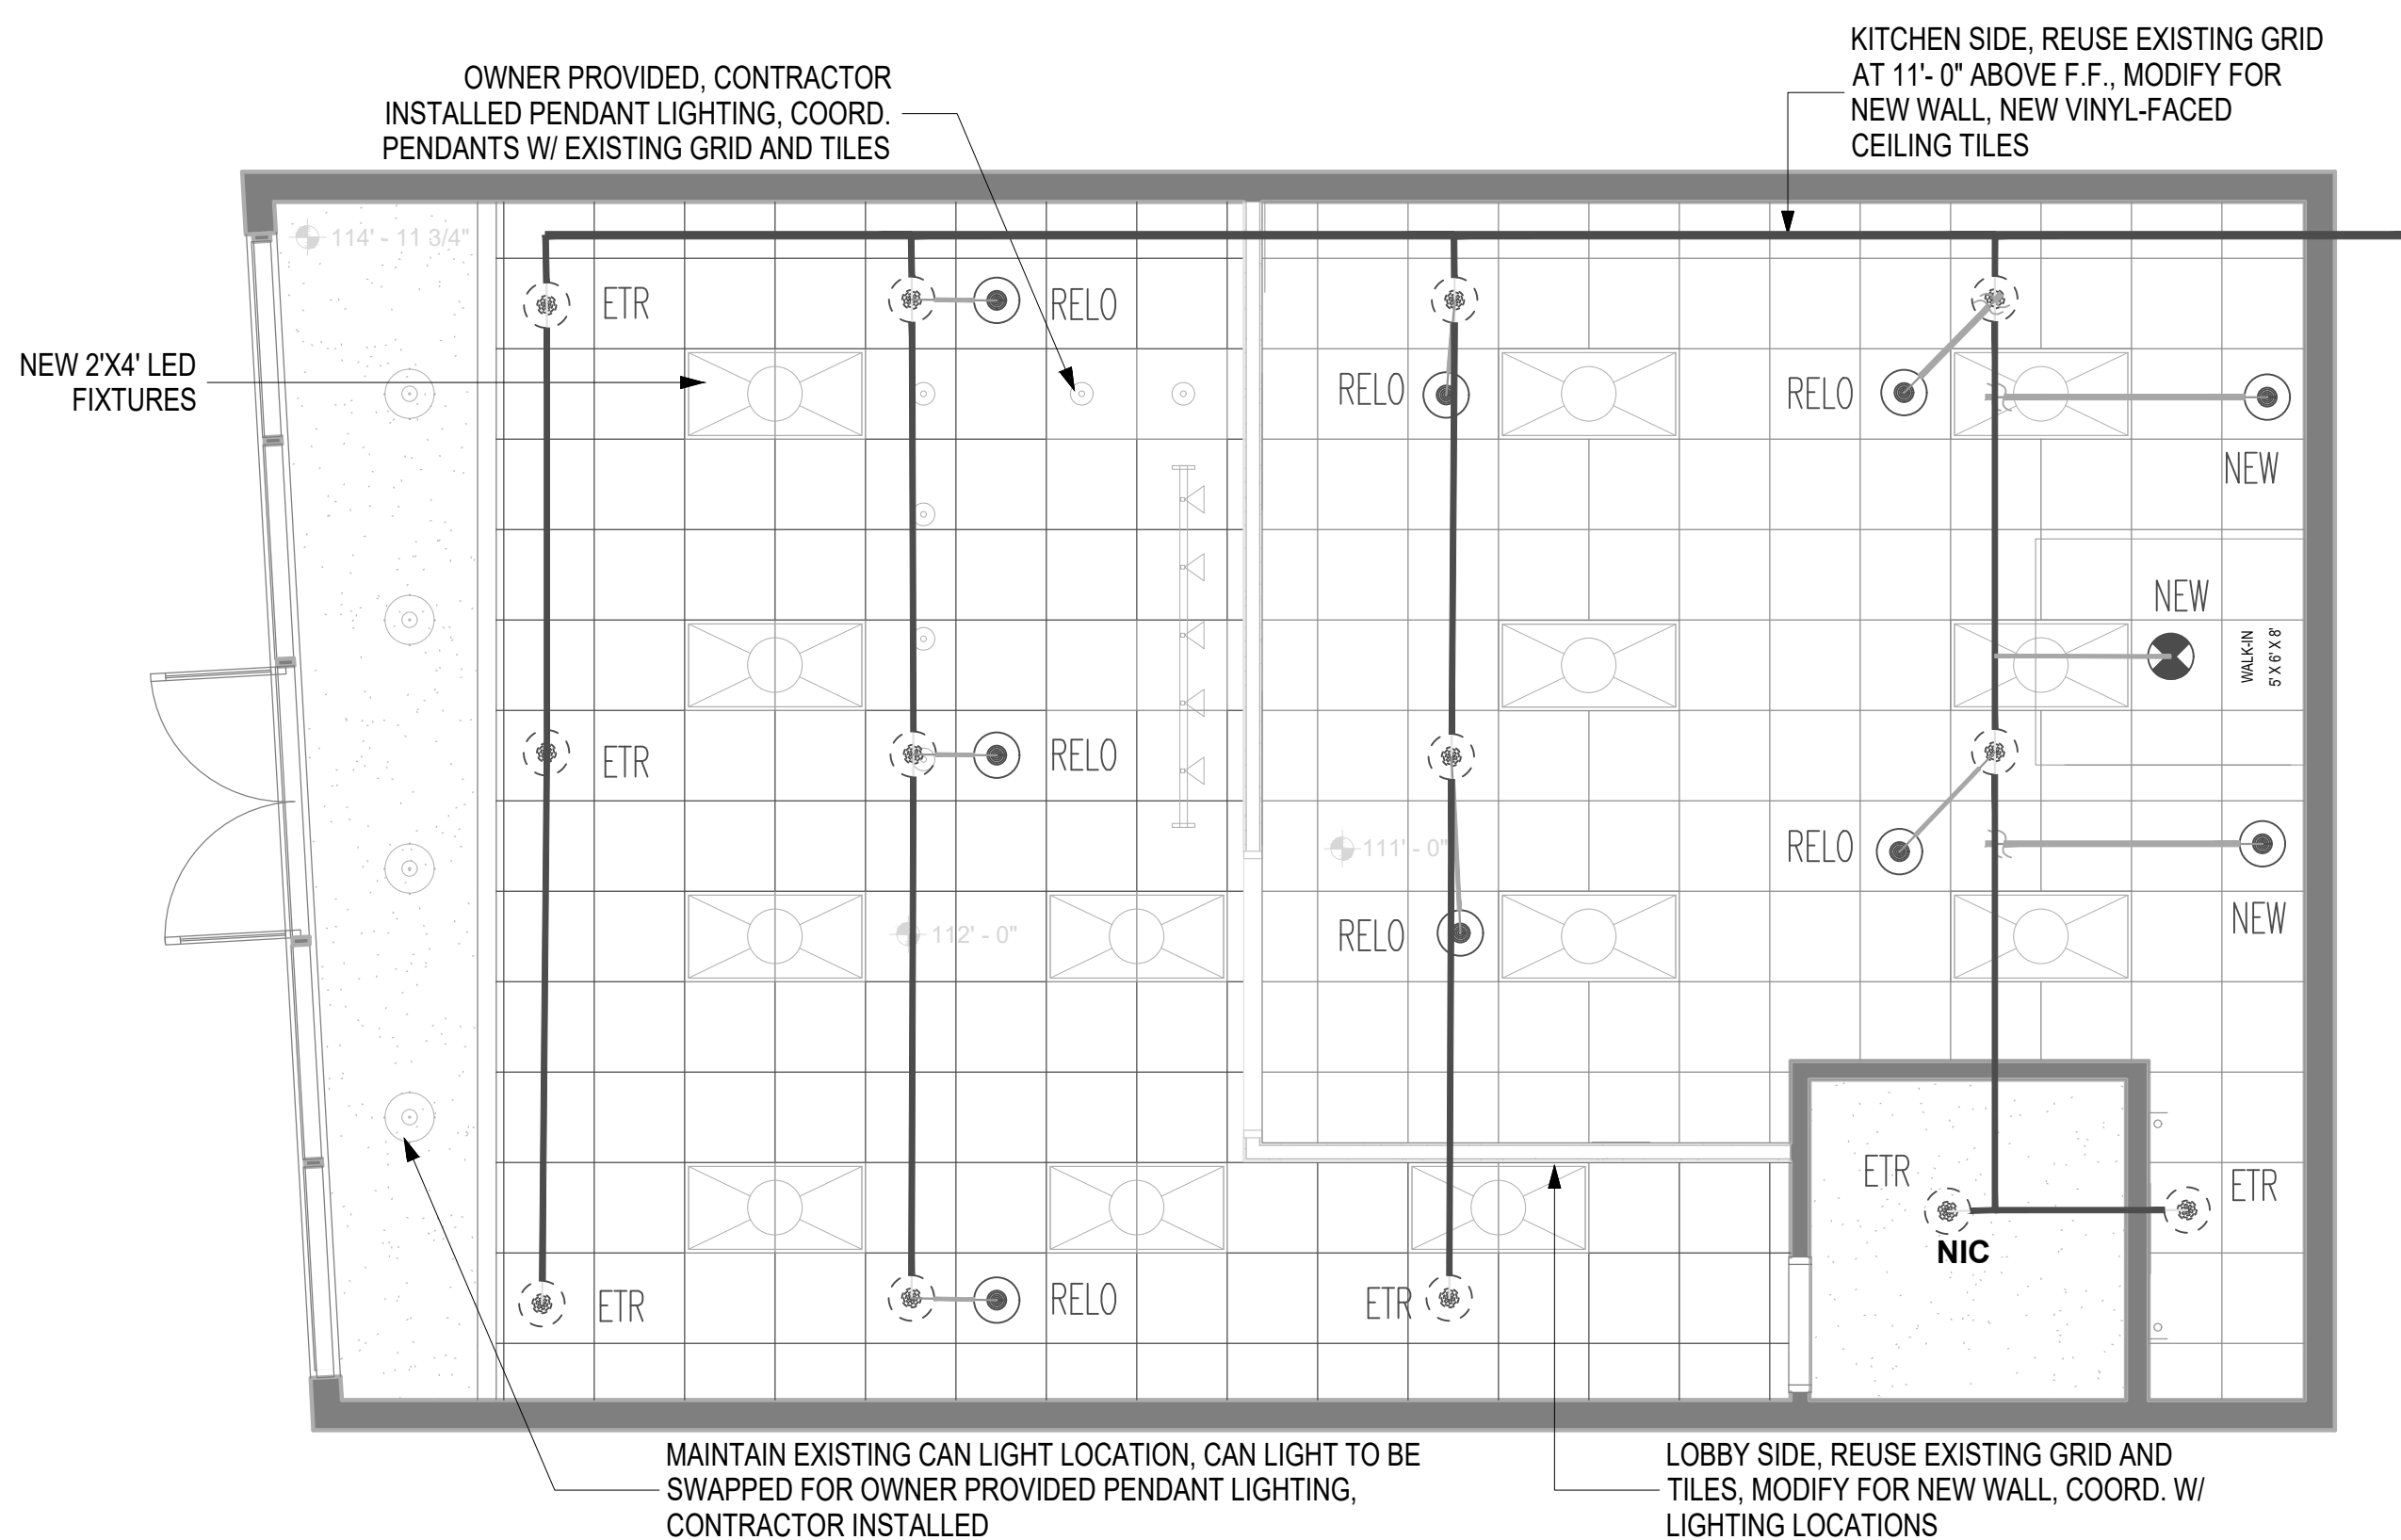 KITCHEN SIDE, REUSE EXISTING GRID
AT 11'- 0" ABOVE F.F., MODIFY FOR
NEW WALL, NEW VINYL-FACED
CEILING TILES
OWNER PROVIDED, CONTRACTOR
INSTALLED PENDANT LIGHTING, COORD.
PENDANTS W/ EXISTING GRID AND TILES
114' - 11 3/4"
ETR
RELO
NEW 2'X4' LED
FIXTURES
RELO
RELO
NEW
NEW
WALK-IN
5' X 6' X 8'
ETR
RELO
111' - 0"
RELO
NEW
112' - 0"
RELO
ETR
ETR
NIC
ETR
RELO
ETR
MAINTAIN EXISTING CAN LIGHT LOCATION, CAN LIGHT TO BE
SWAPPED FOR OWNER PROVIDED PENDANT LIGHTING,
CONTRACTOR INSTALLED
LOBBY SIDE, REUSE EXISTING GRID AND
TILES, MODIFY FOR NEW WALL, COORD. W/
LIGHTING LOCATIONS